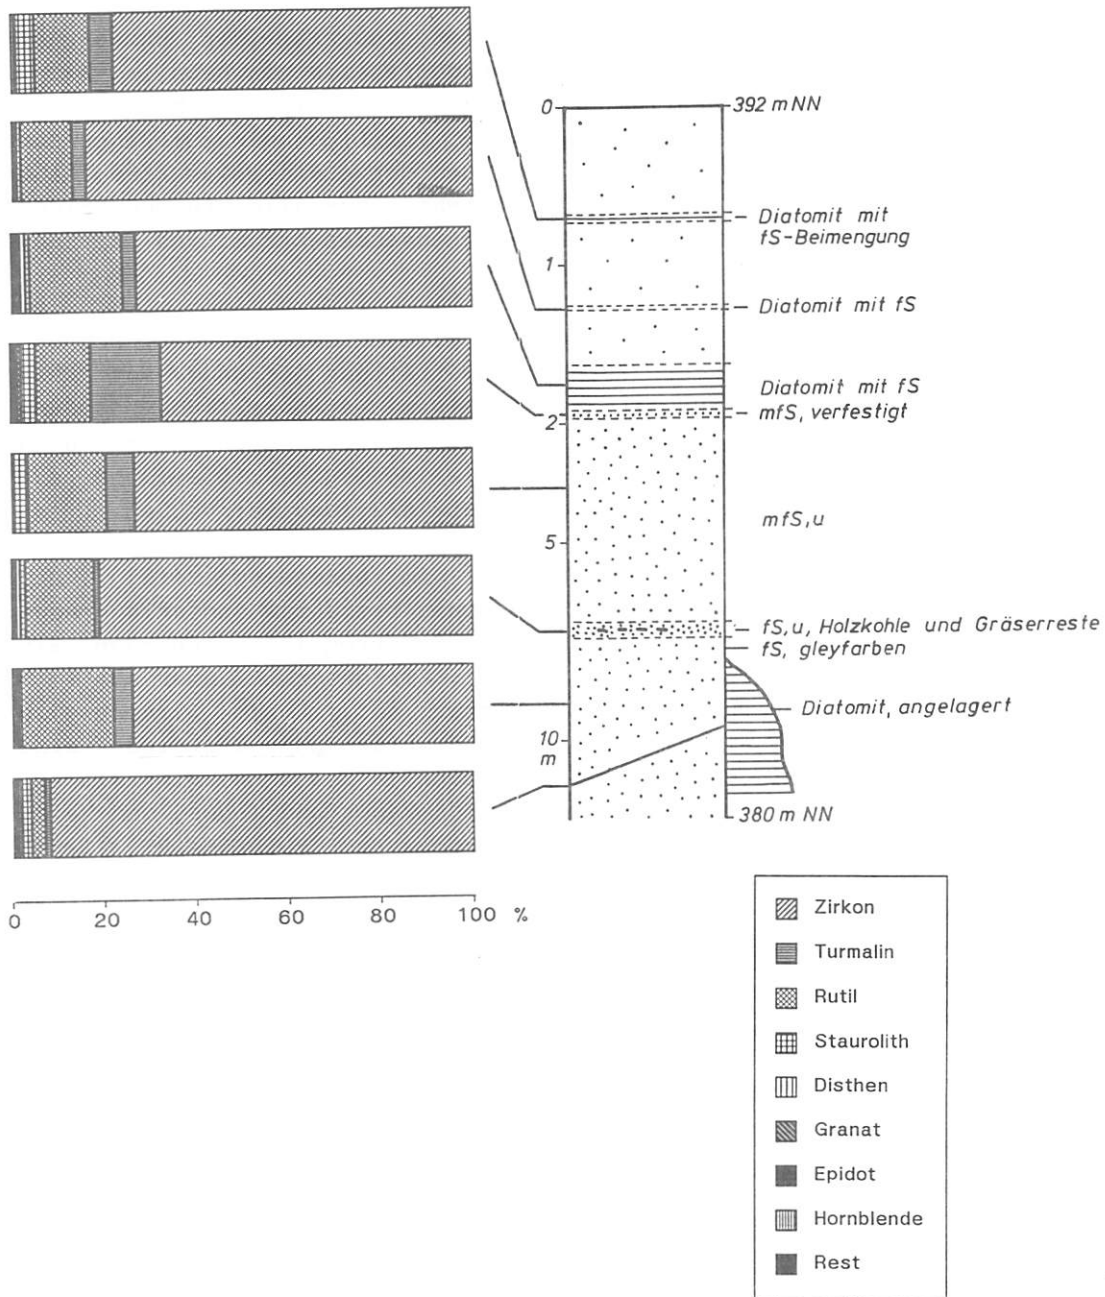 0
392 m NN
Diatomit mit
fS-Beimengung
1
Diatomit mit fS
Diatomit mit fS
mfS, verfestigt
2
mfS,u
5
fS,u, Holzkohle und Gräserreste
fS, gleyfarben
Diatomit, angelagert
10
m
380 m NN
0 20 40 60 80 100 %
Zirkon
Turmalin
Rutil
Staurolith
Disthen
Granat
Epidot
Hornblende
Rest